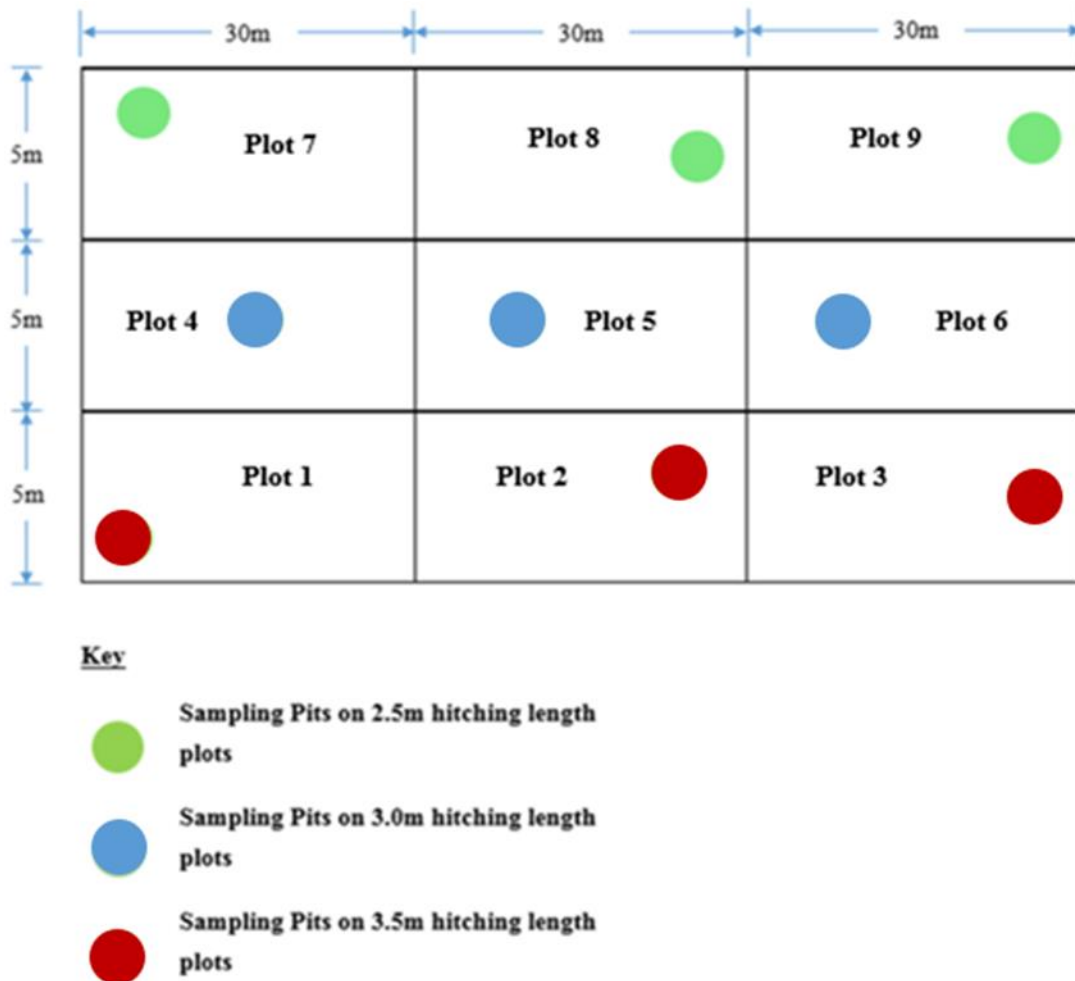 30m 30m 30m
5m
Plot 7 Plot 8 Plot 9
5m
Plot 4 Plot 5 Plot 6
5m
Plot 1 Plot 2 Plot 3
Key
Sampling Pits on 2.5m hitching length
plots
Sampling Pits on 3.0m hitching length
plots
Sampling Pits on 3.5m hitching length
plots